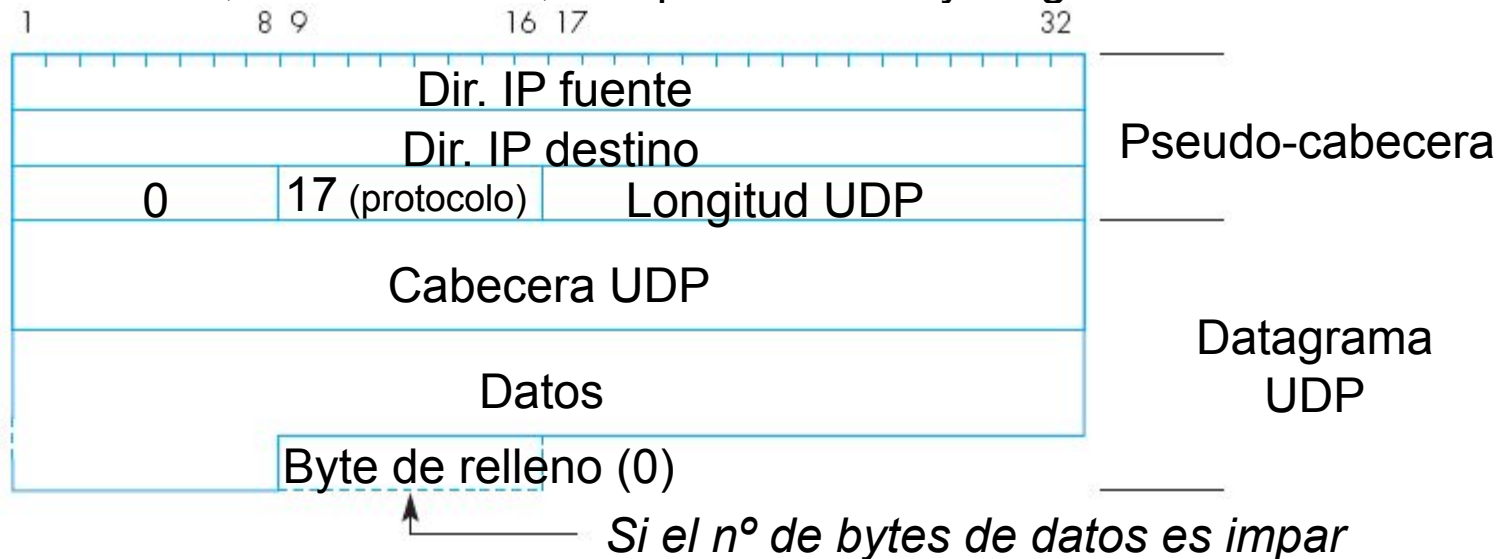 1 8 9 16 17 32
Dir. IP fuente
Dir. IP destino
Pseudo-cabecera
0 17 (protocolo) Longitud UDP
Cabecera UDP
Datagrama
UDP
Datos
Byte de relleno (0)
Si el nº de bytes de datos es impar